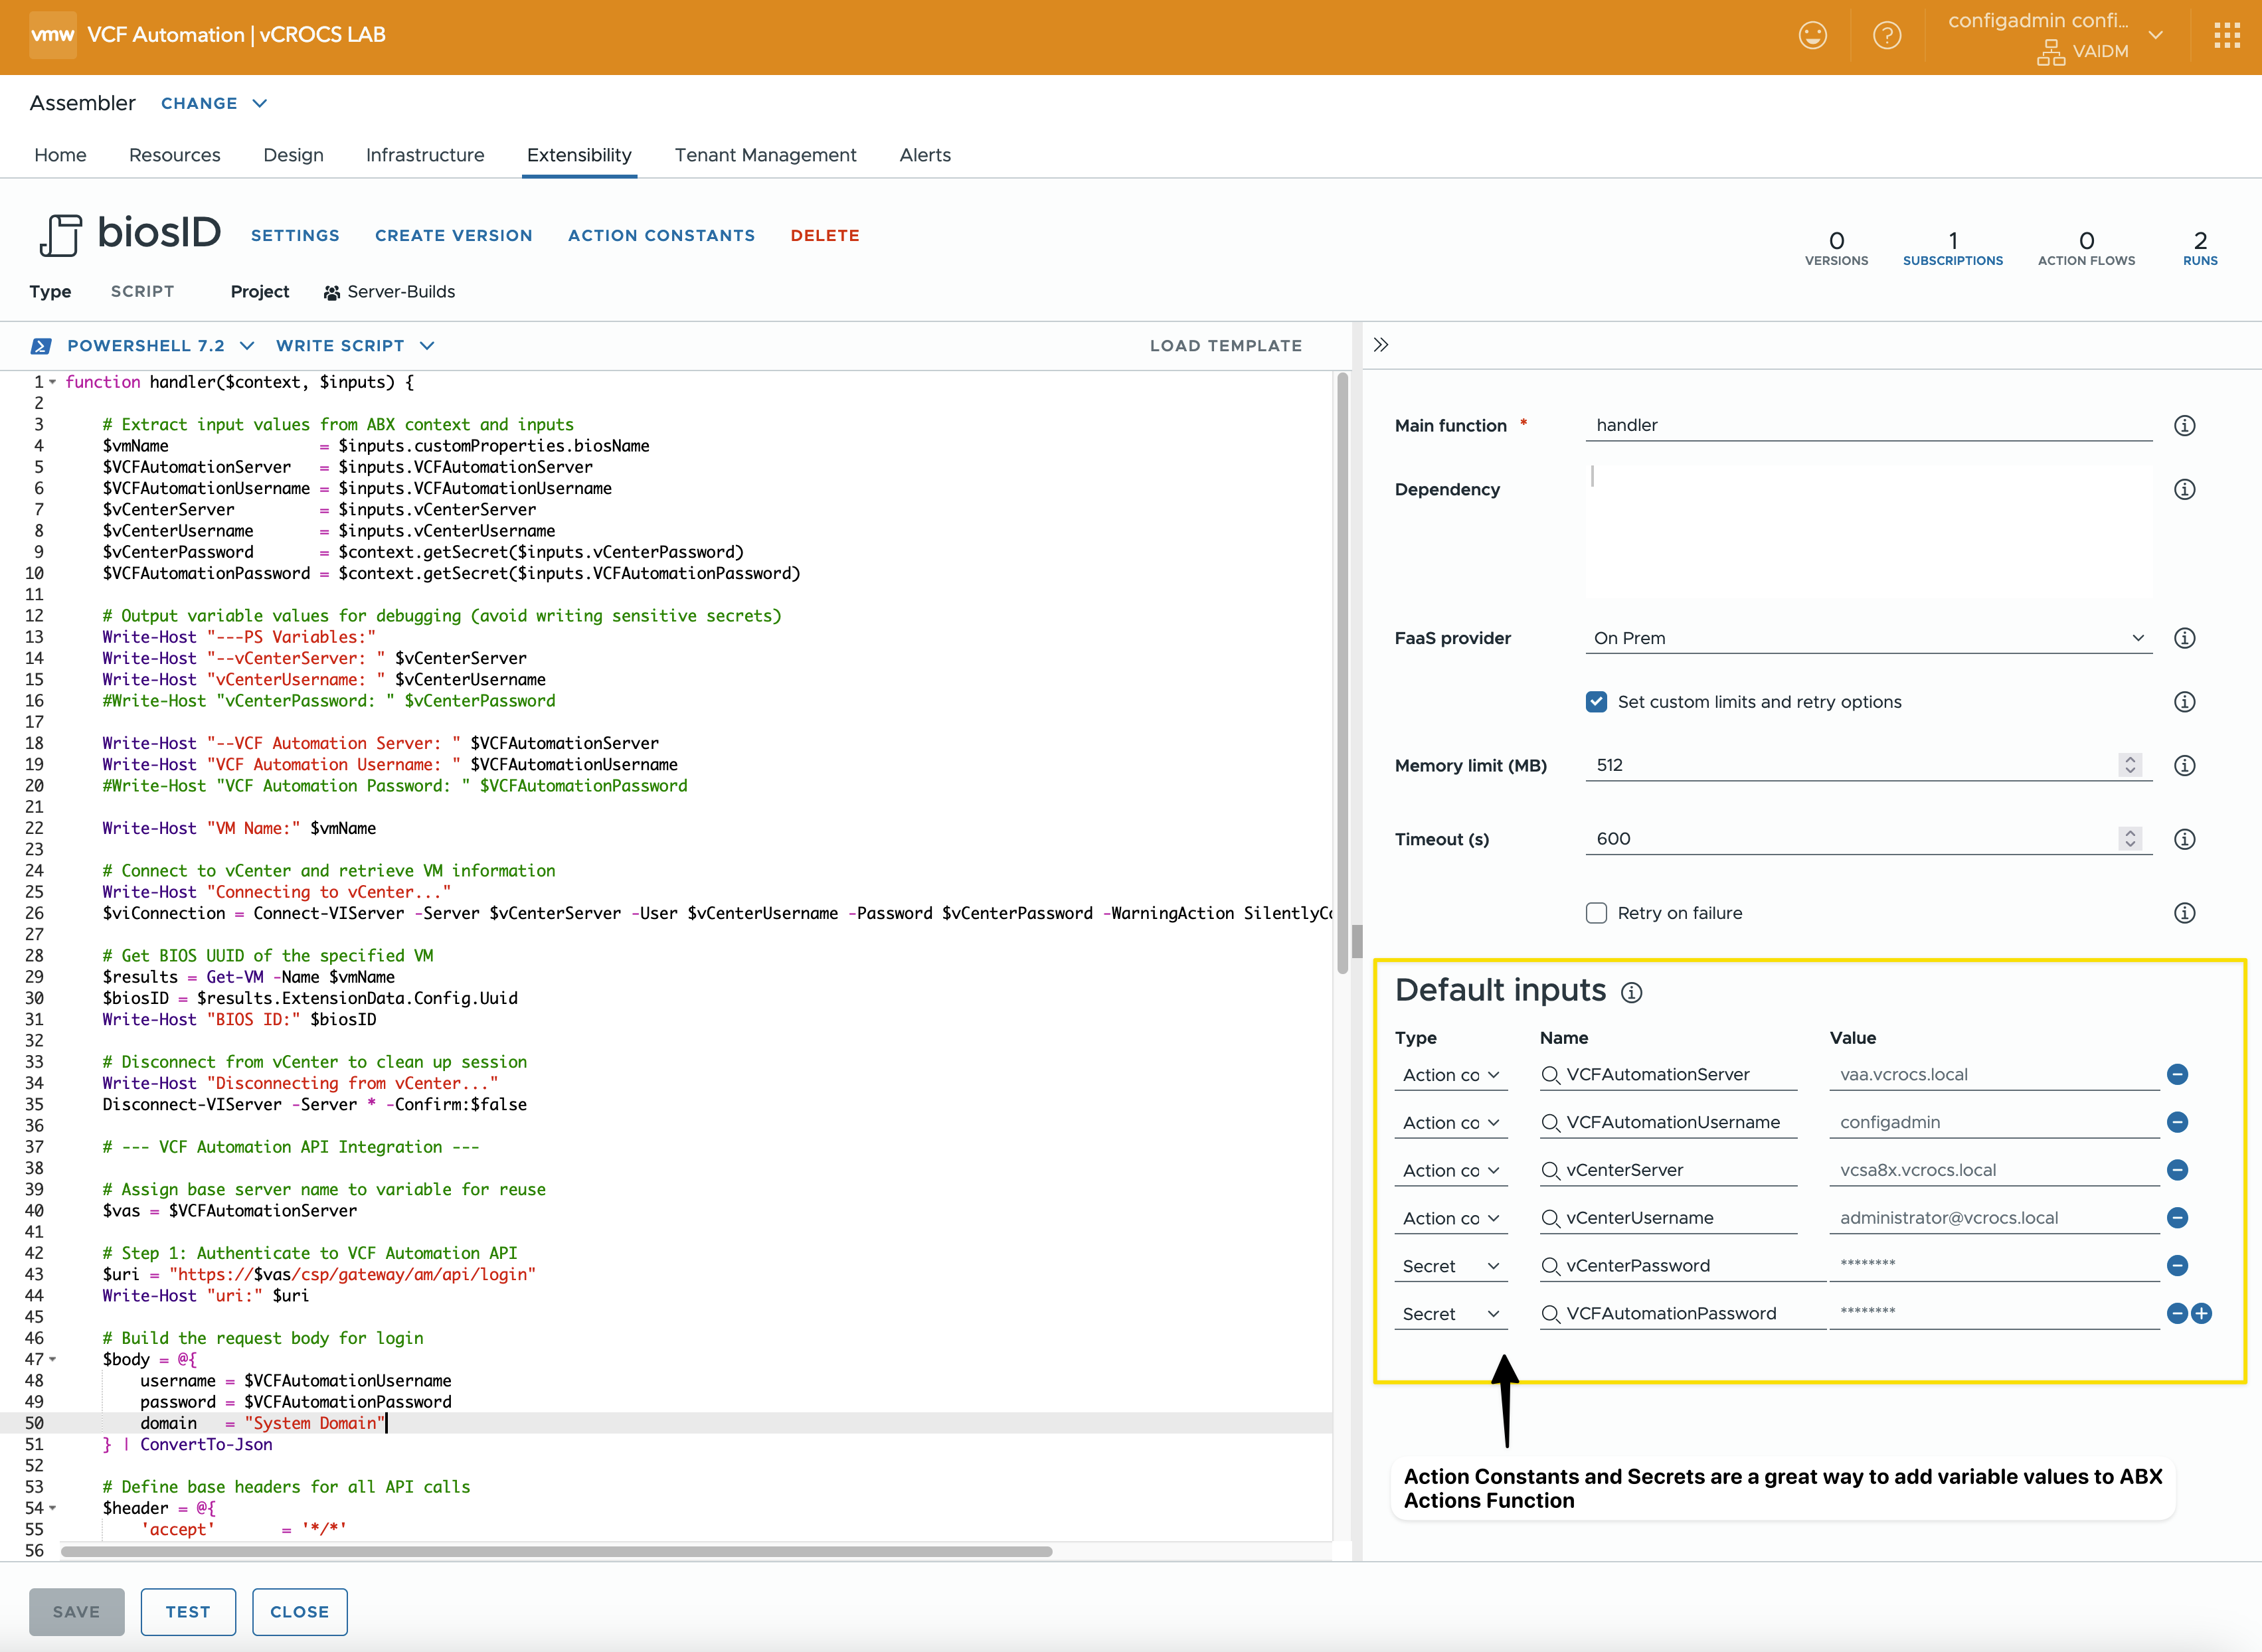 vmw VCF Automation | vCROCS LAB
configadmin confi...
VAIDM
Assembler CHANGE
Home Resources Design Infrastructure Extensibility Tenant Management Alerts
biosID SETTINGS CREATE VERSION ACTION CONSTANTS DELETE
0 VERSIONS
1 SUBSCRIPTIONS
0 ACTION FLOWS
2 RUNS
Type SCRIPT Project Server-Builds
POWERSHELL 7.2 WRITE SCRIPT LOAD TEMPLATE
1 function handler($context, $inputs) {
2
3 # Extract input values from ABX context and inputs
4 $vmName = $inputs.customProperties.biosName
5 $VCFAutomationServer = $inputs.VCFAutomationServer
6 $VCFAutomationUsername = $inputs.VCFAutomationUsername
7 $vCenterServer = $inputs.vCenterServer
8 $vCenterUsername = $inputs.vCenterUsername
9 $vCenterPassword = $context.getSecret($inputs.vCenterPassword)
10 $VCFAutomationPassword = $context.getSecret($inputs.VCFAutomationPassword)
11
12 # Output variable values for debugging (avoid writing sensitive secrets)
13 Write-Host "---PS Variables:"
14 Write-Host "--vCenterServer: " $vCenterServer
15 Write-Host "vCenterUsername: " $vCenterUsername
16 #Write-Host "vCenterPassword: " $vCenterPassword
17
18 Write-Host "--VCF Automation Server: " $VCFAutomationServer
19 Write-Host "VCF Automation Username: " $VCFAutomationUsername
20 #Write-Host "VCF Automation Password: " $VCFAutomationPassword
21
22 Write-Host "VM Name:" $vmName
23
24 # Connect to vCenter and retrieve VM information
25 Write-Host "Connecting to vCenter..."
26 $viConnection = Connect-VIServer -Server $vCenterServer -User $vCenterUsername -Password $vCenterPassword -WarningAction SilentlyCo
27
28 # Get BIOS UUID of the specified VM
29 $results = Get-VM -Name $vmName
30 $biosID = $results.ExtensionData.Config.Uuid
31 Write-Host "BIOS ID:" $biosID
32
33 # Disconnect from vCenter to clean up session
34 Write-Host "Disconnecting from vCenter..."
35 Disconnect-VIServer -Server * -Confirm:$false
36
37 # --- VCF Automation API Integration ---
38
39 # Assign base server name to variable for reuse
40 $vas = $VCFAutomationServer
41
42 # Step 1: Authenticate to VCF Automation API
43 $uri = "https://$vas/csp/gateway/am/api/login"
44 Write-Host "uri:" $uri
45
46 # Build the request body for login
47 $body = @{
48 username = $VCFAutomationUsername
49 password = $VCFAutomationPassword
50 domain = "System Domain"
51 } | ConvertTo-Json
52
53 # Define base headers for all API calls
54 $header = @{
55 'accept' = '*/*'
56
Main function * handler
Dependency
FaaS provider On Prem
Set custom limits and retry options
Memory limit (MB) 512
Timeout (s) 600
Retry on failure
Default inputs
Type Name Value
Action co VCFAutomationServer vaa.vcrocs.local
Action co VCFAutomationUsername configadmin
Action co vCenterServer vcsa8x.vcrocs.local
Action co vCenterUsername administrator@vcrocs.local
Secret vCenterPassword ********
Secret VCFAutomationPassword ********
Action Constants and Secrets are a great way to add variable values to ABX
Actions Function
SAVE TEST CLOSE